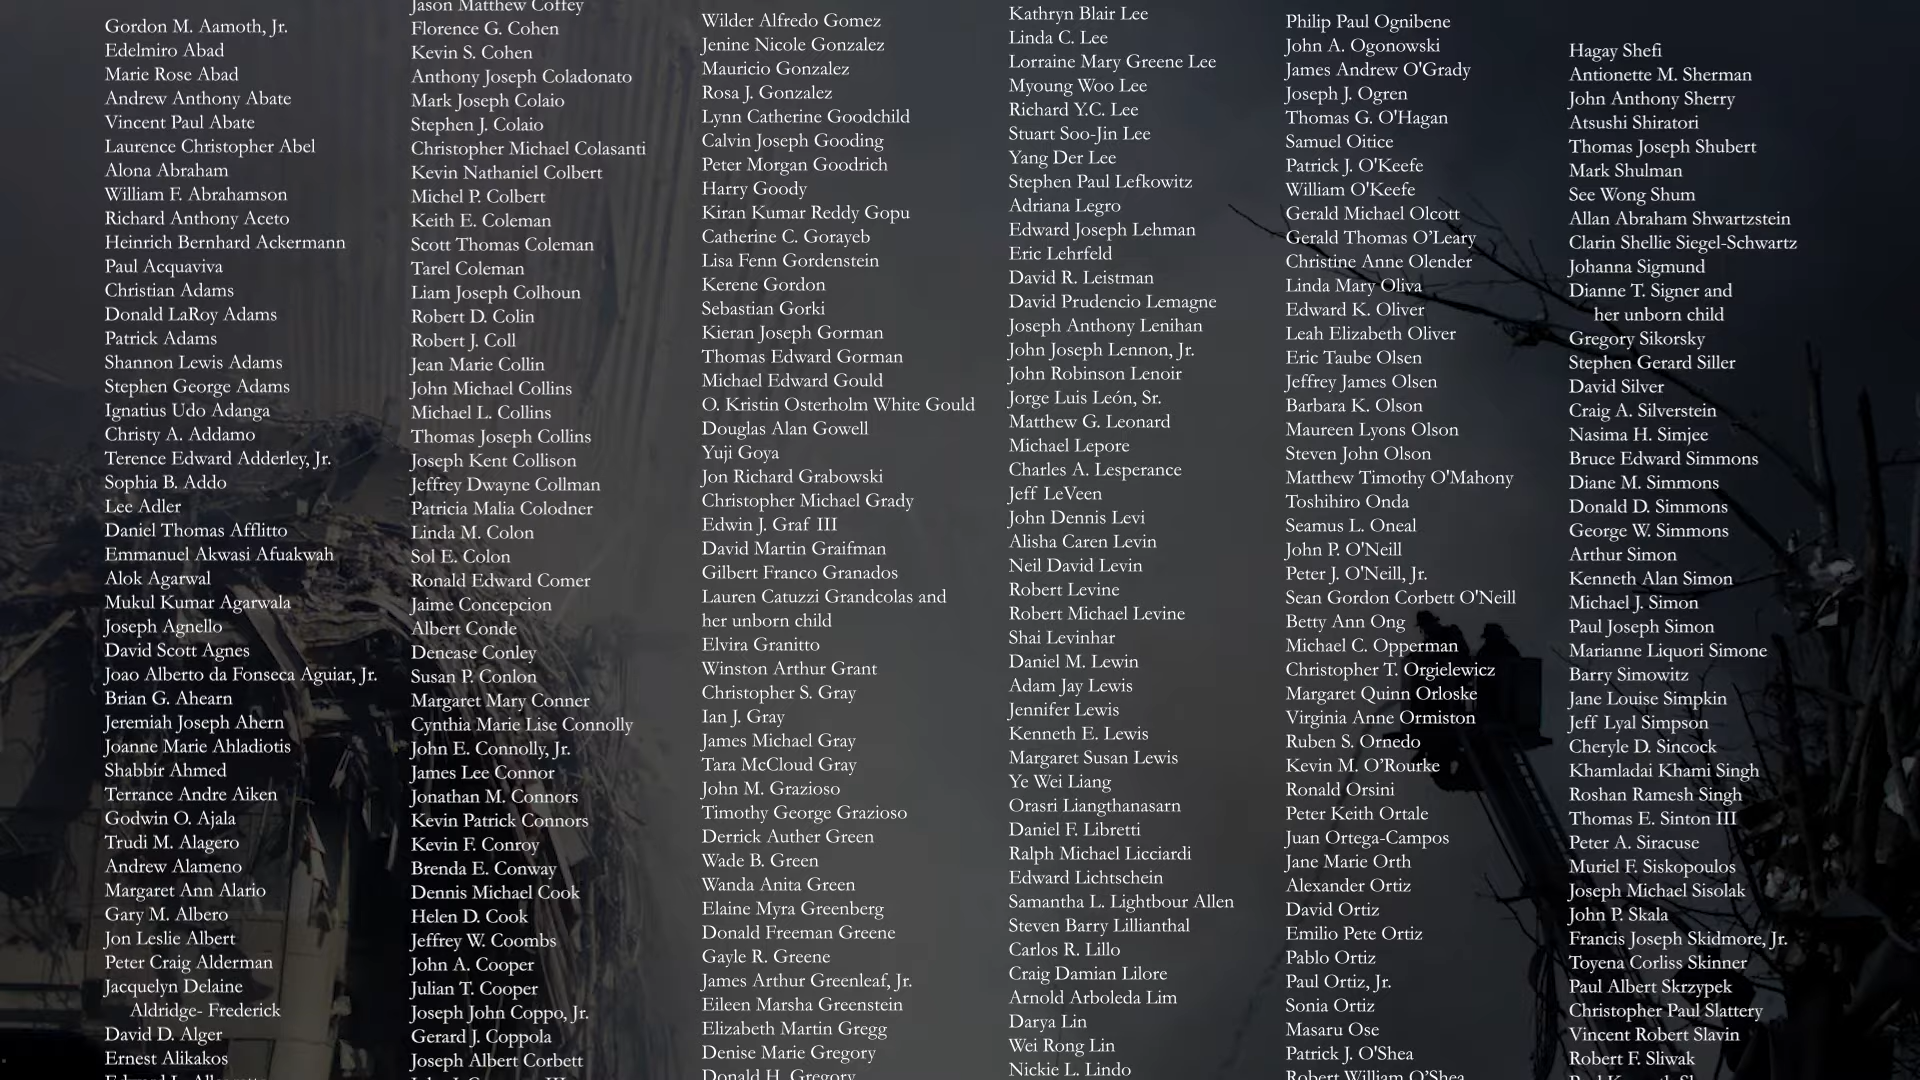 Gordon M. Aamoth, Jr.
Edelmiro Abad
Marie Rose Abad
Andrew Anthony Abate
Vincent Paul Abate
Laurence Christopher Abel
Alona Abraham
William F. Abrahamson
Richard Anthony Aceto
Heinrich Bernhard Ackermann
Paul Acquaviva
Christian Adams
Donald LaRoy Adams
Patrick Adams
Shannon Lewis Adams
Stephen George Adams
Ignatius Udo Adanga
Christy A. Addamo
Terence Edward Adderley, Jr.
Sophia B. Addo
Lee Adler
Daniel Thomas Afflitto
Emmanuel Akwasi Afuakwah
Alok Agarwal
Mukul Kumar Agarwala
Joseph Agnello
David Scott Agnes
Joao Alberto da Fonseca Aguiar, Jr.
Brian G. Ahearn
Jeremiah Joseph Ahern
Joanne Marie Ahladiotis
Shabbir Ahmed
Terrance Andre Aiken
Godwin O. Ajala
Trudi M. Alagero
Andrew Alameno
Margaret Ann Alario
Gary M. Albero
Jon Leslie Albert
Peter Craig Alderman
Jacquelyn Delaine
Aldridge- Frederick
David D. Alger
Ernest Alikakos
Jason Matthew Coffey
Florence G. Cohen
Kevin S. Cohen
Anthony Joseph Coladonato
Mark Joseph Colaio
Stephen J. Colaio
Christopher Michael Colasanti
Kevin Nathaniel Colbert
Michel P. Colbert
Keith E. Coleman
Scott Thomas Coleman
Tarel Coleman
Liam Joseph Colhoun
Robert D. Colin
Robert J. Coll
Jean Marie Collin
John Michael Collins
Michael L. Collins
Thomas Joseph Collins
Joseph Kent Collison
Jeffrey Dwayne Collman
Patricia Malia Colodner
Linda M. Colon
Sol E. Colon
Ronald Edward Comer
Jaime Concepcion
Albert Conde
Denease Conley
Susan P. Conlon
Margaret Mary Conner
Cynthia Marie Lise Connolly
John E. Connolly, Jr.
James Lee Connor
Jonathan M. Connors
Kevin Patrick Connors
Kevin F. Conroy
Brenda E. Conway
Dennis Michael Cook
Helen D. Cook
Jeffrey W. Coombs
John A. Cooper
Julian T. Cooper
Joseph John Coppo, Jr.
Gerard J. Coppola
Joseph Albert Corbett
Wilder Alfredo Gomez
Jenine Nicole Gonzalez
Mauricio Gonzalez
Rosa J. Gonzalez
Lynn Catherine Goodchild
Calvin Joseph Gooding
Peter Morgan Goodrich
Harry Goody
Kiran Kumar Reddy Gopu
Catherine C. Gorayeb
Lisa Fenn Gordenstein
Kerene Gordon
Sebastian Gorki
Kieran Joseph Gorman
Thomas Edward Gorman
Michael Edward Gould
O. Kristin Osterholm White Gould
Douglas Alan Gowell
Yuji Goya
Jon Richard Grabowski
Christopher Michael Grady
Edwin J. Graf III
David Martin Graifman
Gilbert Franco Granados
Lauren Catuzzi Grandcolas and
her unborn child
Elvira Granitto
Winston Arthur Grant
Christopher S. Gray
Ian J. Gray
James Michael Gray
Tara McCloud Gray
John M. Grazioso
Timothy George Grazioso
Derrick Auther Green
Wade B. Green
Wanda Anita Green
Elaine Myra Greenberg
Donald Freeman Greene
Gayle R. Greene
James Arthur Greenleaf, Jr.
Eileen Marsha Greenstein
Elizabeth Martin Gregg
Denise Marie Gregory
Donald H. Gregory
Kathryn Blair Lee
Linda C. Lee
Lorraine Mary Greene Lee
Myoung Woo Lee
Richard Y.C. Lee
Stuart Soo-Jin Lee
Yang Der Lee
Stephen Paul Lefkowitz
Adriana Legro
Edward Joseph Lehman
Eric Lehrfeld
David R. Leistman
David Prudencio Lemagne
Joseph Anthony Lenihan
John Joseph Lennon, Jr.
John Robinson Lenoir
Jorge Luis León, Sr.
Matthew G. Leonard
Michael Lepore
Charles A. Lesperance
Jeff LeVeen
John Dennis Levi
Alisha Caren Levin
Neil David Levin
Robert Levine
Robert Michael Levine
Shai Levinhar
Daniel M. Lewin
Adam Jay Lewis
Jennifer Lewis
Kenneth E. Lewis
Margaret Susan Lewis
Ye Wei Liang
Orasri Liangthanasarn
Daniel F. Libretti
Ralph Michael Licciardi
Edward Lichtschein
Samantha L. Lightbour Allen
Steven Barry Lillianthal
Carlos R. Lillo
Craig Damian Lilore
Arnold Arboleda Lim
Darya Lin
Wei Rong Lin
Nickie L. Lindo
Philip Paul Ognibene
John A. Ogonowski
James Andrew O'Grady
Joseph J. Ogren
Thomas G. O'Hagan
Samuel Oitice
Patrick J. O'Keefe
William O'Keefe
Gerald Michael Olcott
Gerald Thomas O’Leary
Christine Anne Olender
Linda Mary Oliva
Edward K. Oliver
Leah Elizabeth Oliver
Eric Taube Olsen
Jeffrey James Olsen
Barbara K. Olson
Maureen Lyons Olson
Steven John Olson
Matthew Timothy O'Mahony
Toshihiro Onda
Seamus L. Oneal
John P. O'Neill
Peter J. O'Neill, Jr.
Sean Gordon Corbett O'Neill
Betty Ann Ong
Michael C. Opperman
Christopher T. Orgielewicz
Margaret Quinn Orloske
Virginia Anne Ormiston
Ruben S. Ornedo
Kevin M. O’Rourke
Ronald Orsini
Peter Keith Ortale
Juan Ortega-Campos
Jane Marie Orth
Alexander Ortiz
David Ortiz
Emilio Pete Ortiz
Pablo Ortiz
Paul Ortiz, Jr.
Sonia Ortiz
Masaru Ose
Patrick J. O'Shea
Robert William O’Shea
Hagay Shefi
Antionette M. Sherman
John Anthony Sherry
Atsushi Shiratori
Thomas Joseph Shubert
Mark Shulman
See Wong Shum
Allan Abraham Shwartzstein
Clarin Shellie Siegel-Schwartz
Johanna Sigmund
Dianne T. Signer and
her unborn child
Gregory Sikorsky
Stephen Gerard Siller
David Silver
Craig A. Silverstein
Nasima H. Simjee
Bruce Edward Simmons
Diane M. Simmons
Donald D. Simmons
George W. Simmons
Arthur Simon
Kenneth Alan Simon
Michael J. Simon
Paul Joseph Simon
Marianne Liquori Simone
Barry Simowitz
Jane Louise Simpkin
Jeff Lyal Simpson
Cheryle D. Sincock
Khamladai Khami Singh
Roshan Ramesh Singh
Thomas E. Sinton III
Peter A. Siracuse
Muriel F. Siskopoulos
Joseph Michael Sisolak
John P. Skala
Francis Joseph Skidmore, Jr.
Toyena Corliss Skinner
Paul Albert Skrzypek
Christopher Paul Slattery
Vincent Robert Slavin
Robert F. Sliwak